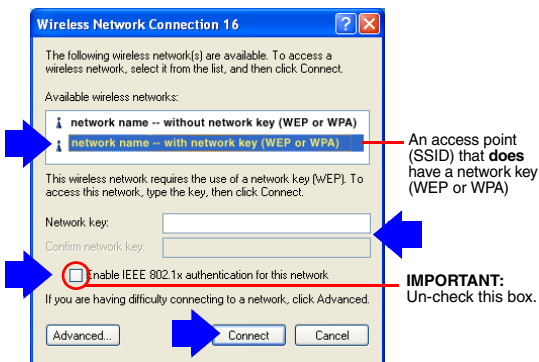 Wireless Network Connection 16
The following wireless network(s) are available. To access a
wireless network, select it from the list, and then click Connect.
Available wireless networks:
network name -- without network key (WEP or WPA)
network name -- with network key (WEP or WPA)
An access point
(SSID) that does
have a network key
(WEP or WPA)
This wireless network requires the use of a network key (WEP). To
access this network, type the key, then click Connect.
Network key:
Confirm network key:
Enable IEEE 802.1x authentication for this network
IMPORTANT:
Un-check this box.
If you are having difficulty connecting to a network, click Advanced.
Advanced...
Connect
Cancel